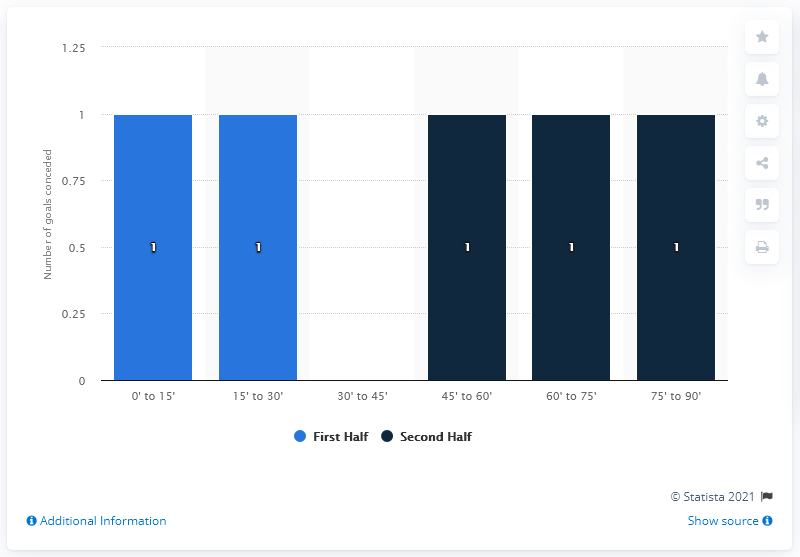 1.25
1
0.75
0.5
0.25
0
Number of goals conceded
1
1
1
1
1
0' to 15'
15' to 30'
30' to 45'
45' to 60'
60' to 75'
75' to 90'
First Half
Second Half
© Statista 2021
Additional Information
Show source